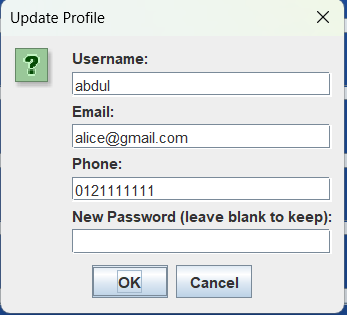 Update Profile
?
Username:
abdul
Email:
alice@gmail.com
Phone:
0121111111
New Password (leave blank to keep):
OK Cancel